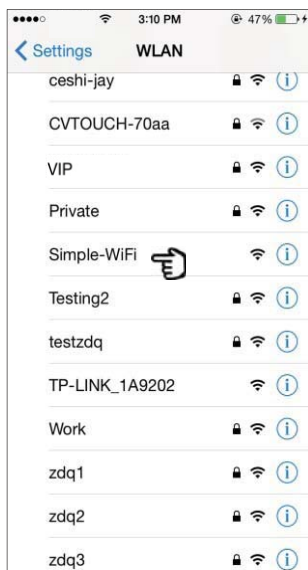 3:10 PM 47%
Settings WLAN
ceshi-jay
CVTOUCH-70aa
VIP
Private
Simple-WiFi
Testing2
testzdq
TP-LINK_1A9202
Work
zdq1
zdq2
zdq3